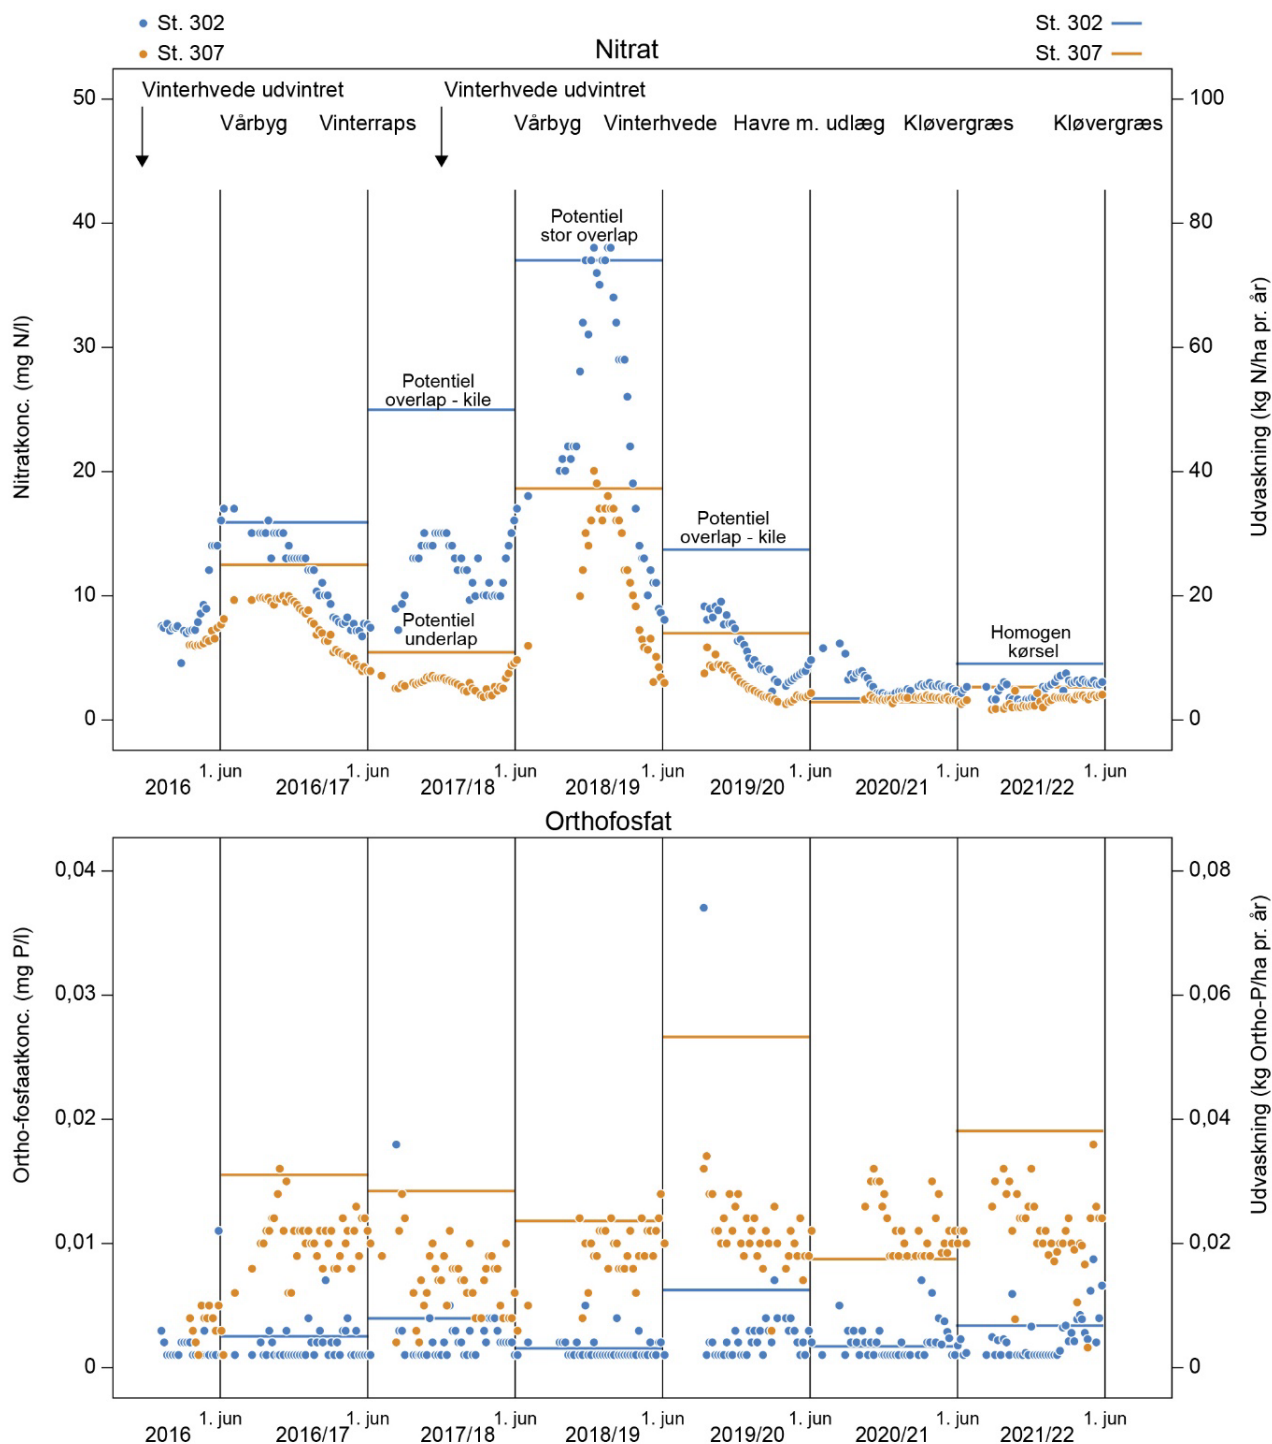 St. 302
St. 307
Nitrat
St. 302
St. 307
Vinterhvede udvintret
Vinterhvede udvintret
Vårbyg
Vinterraps
Vårbyg
Vinterhvede
Havre m. udlæg
Kløvergræs
Kløvergræs
50
40
30
20
10
0
Nitratkonc. (mg N/l)
100
80
60
40
20
0
Udvaskning (kg N/ha pr. år)
Potentiel
stor overlap
Potentiel
overlap - kile
Potentiel
underlap
Potentiel
overlap - kile
Homogen
kørsel
1. jun
1. jun
1. jun
1. jun
1. jun
1. jun
1. jun
2016
2016/17
2017/18
2018/19
2019/20
2020/21
2021/22
Orthofosfat
0,04
0,03
0,02
0,01
0
Ortho-fosfaatkonc. (mg P/l)
0,08
0,06
0,04
0,02
0
Udvaskning (kg Ortho-P/ha pr. år)
1. jun
1. jun
1. jun
1. jun
1. jun
1. jun
1. jun
2016
2016/17
2017/18
2018/19
2019/20
2020/21
2021/22